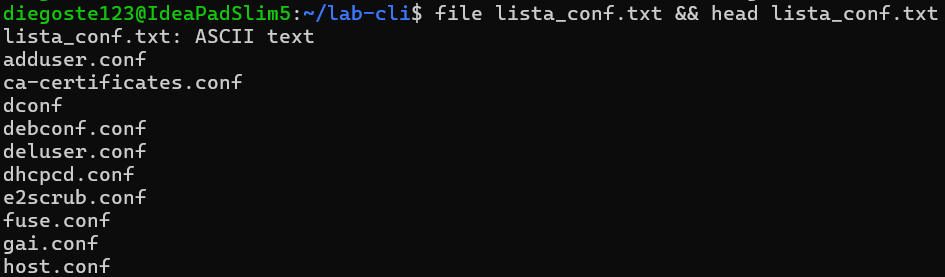 diegoste123@IdeaPadSlim5:~/lab-cli$ file lista_conf.txt && head lista_conf.txt
lista_conf.txt: ASCII text
adduser.conf
ca-certificates.conf
dconf
debconf.conf
deluser.conf
dhcpcd.conf
e2scrub.conf
fuse.conf
gai.conf
host.conf